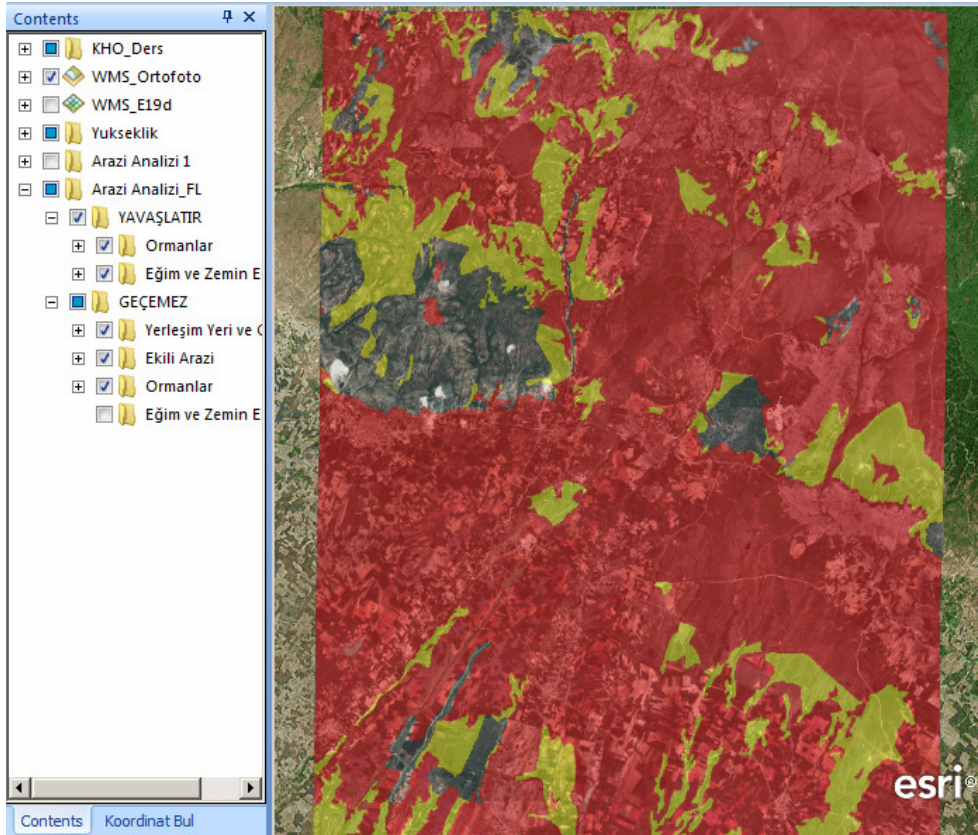 Contents
KHO_Ders
WMS_Ortofoto
WMS_E19d
Yukseklik
Arazi Analizi 1
Arazi Analizi_FL
YAVAŞLATIR
Ormanlar
Eğim ve Zemin E
GEÇEMEZ
Yerleşim Yeri ve
Ekili Arazi
Ormanlar
Eğim ve Zemin E
Contents Koordinat Bul
esri